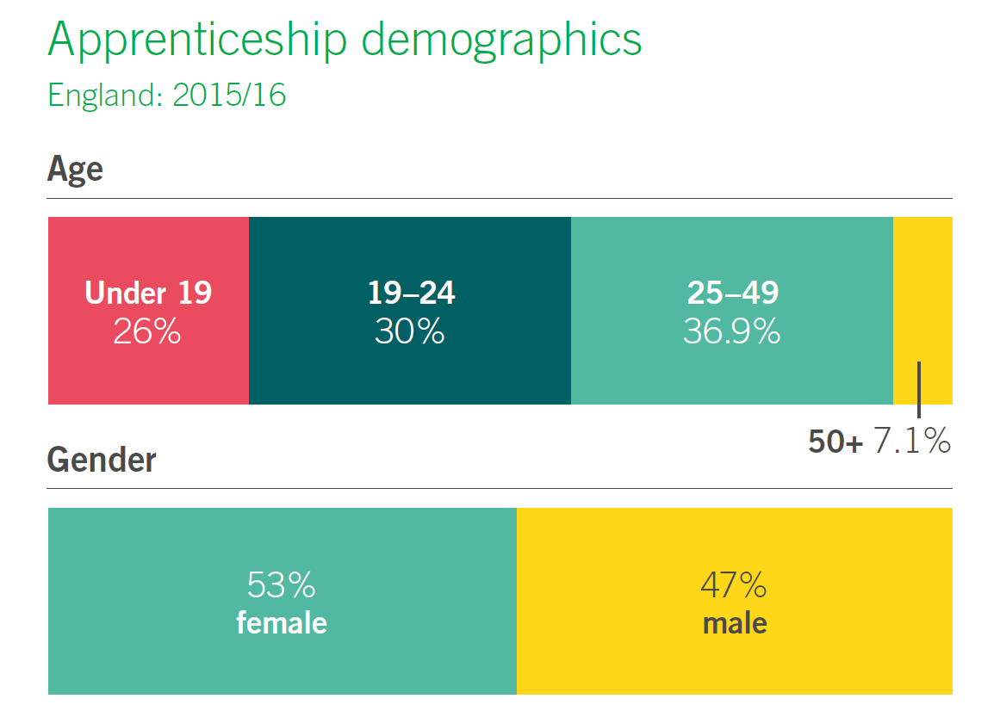 Apprenticeship demographics
England: 2015/16
Age
Under 19
26%
19–24
30%
25–49
36.9%
50+ 7.1%
Gender
53%
female
47%
male